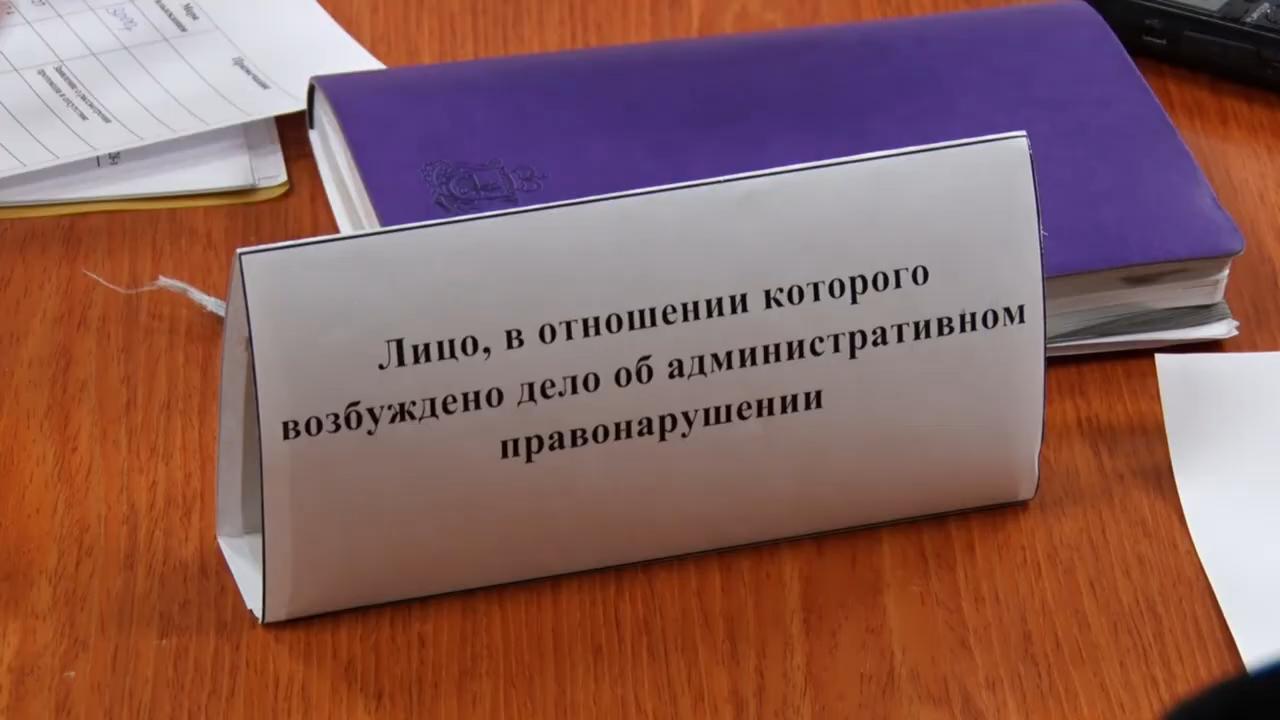 Лицо, в отношении которого
возбуждено дело об административном
правонарушении